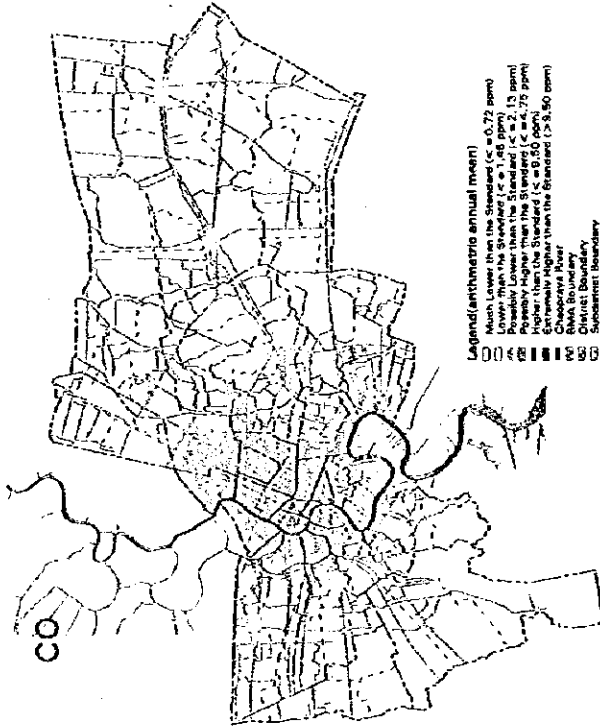 CO
Legend(arithmetric annual mean)
Much Lower than the Standard (<=0.72 ppm)
Lower than the Standard (<=1.46 ppm)
Possibly Lower than the Standard (<=2.13 ppm)
Possibly Higher than the Standard (<=4.75 ppm)
Higher than the Standard (<=9.50 ppm)
Extremely Higher than the Standard (>9.50 ppm)
Chaopraya River
BMA Boundary
District Boundary
Subdistrict Boundary